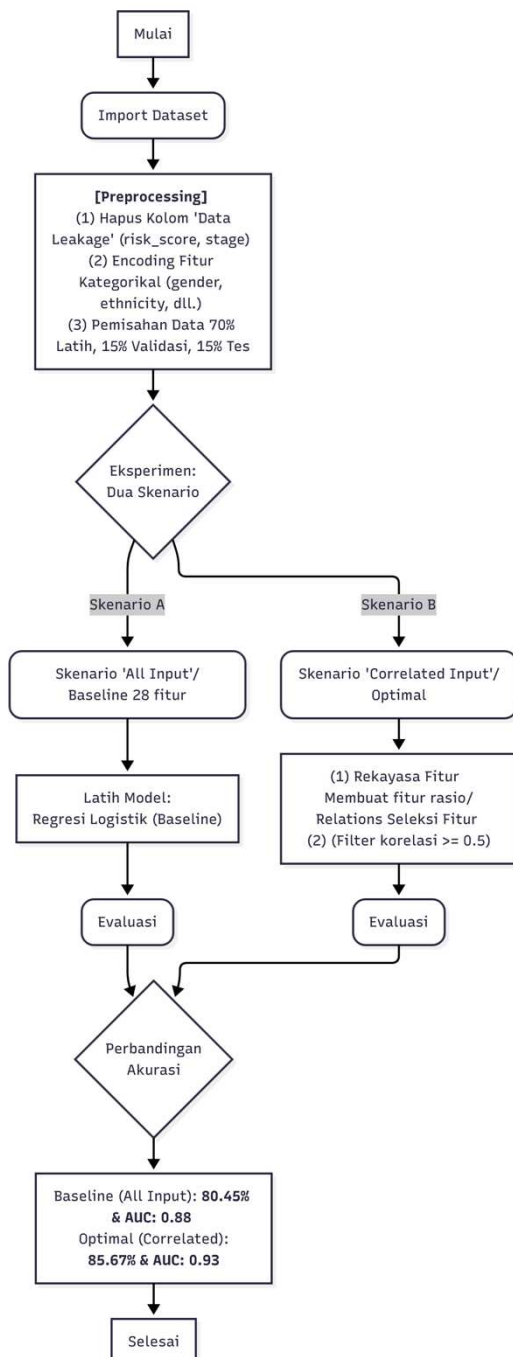 Mulai
Import Dataset
[Preprocessing]
(1) Hapus Kolom 'Data
Leakage' (risk_score, stage)
(2) Encoding Fitur
Kategorikal (gender,
ethnicity, dll.)
(3) Pemisahan Data 70%
Latih, 15% Validasi, 15% Tes
Eksperimen:
Dua Skenario
Skenario A
Skenario B
Skenario 'All Input'/
Baseline 28 fitur
Skenario 'Correlated Input'/
Optimal
Latih Model:
Regresi Logistik (Baseline)
(1) Rekayasa Fitur
Membuat fitur rasio/
Relations Seleksi Fitur
(2) (Filter korelasi >= 0.5)
Evaluasi
Evaluasi
Perbandingan
Akurasi
Baseline (All Input): 80.45%
& AUC: 0.88
Optimal (Correlated):
85.67% & AUC: 0.93
Selesai